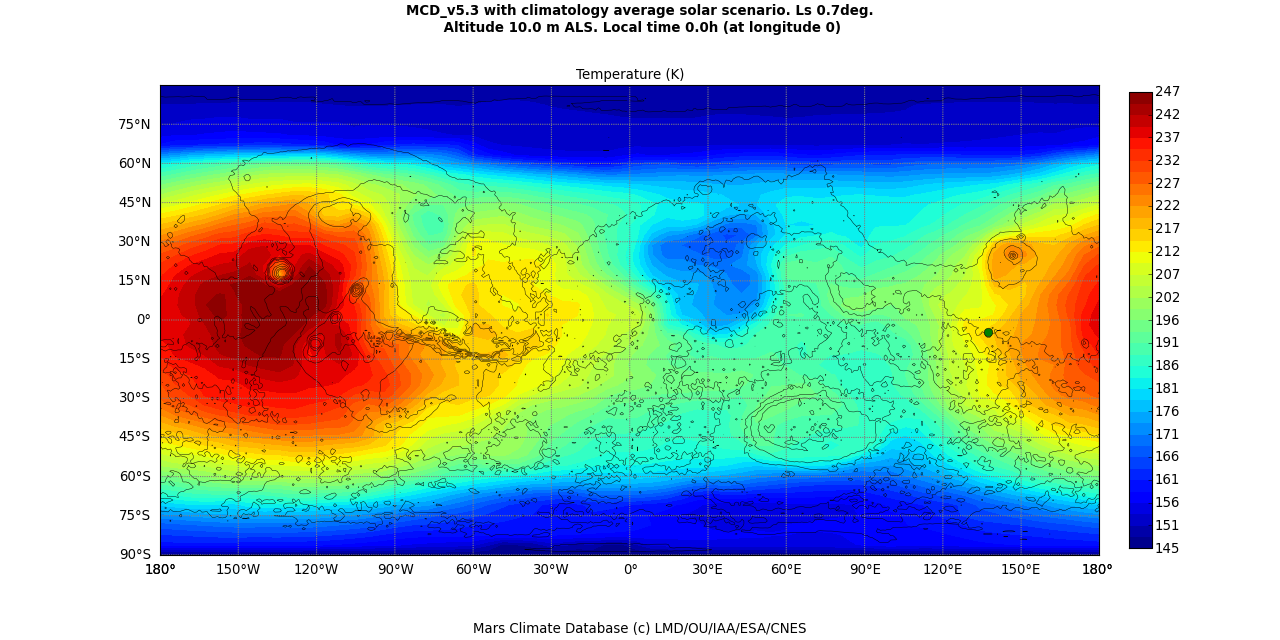 MCD_v5.3 with climatology average solar scenario. Ls 0.7deg.
Altitude 10.0 m ALS. Local time 0.0h (at longitude 0)
Temperature (K)
75°N
60°N
45°N
30°N
15°N
0°
15°S
30°S
45°S
60°S
75°S
90°S
180° 150°W 120°W 90°W 60°W 30°W 0° 30°E 60°E 90°E 120°E 150°E 180°
247
242
237
232
227
222
217
212
207
202
196
191
186
181
176
171
166
161
156
151
145
Mars Climate Database (c) LMD/OU/IAA/ESA/CNES